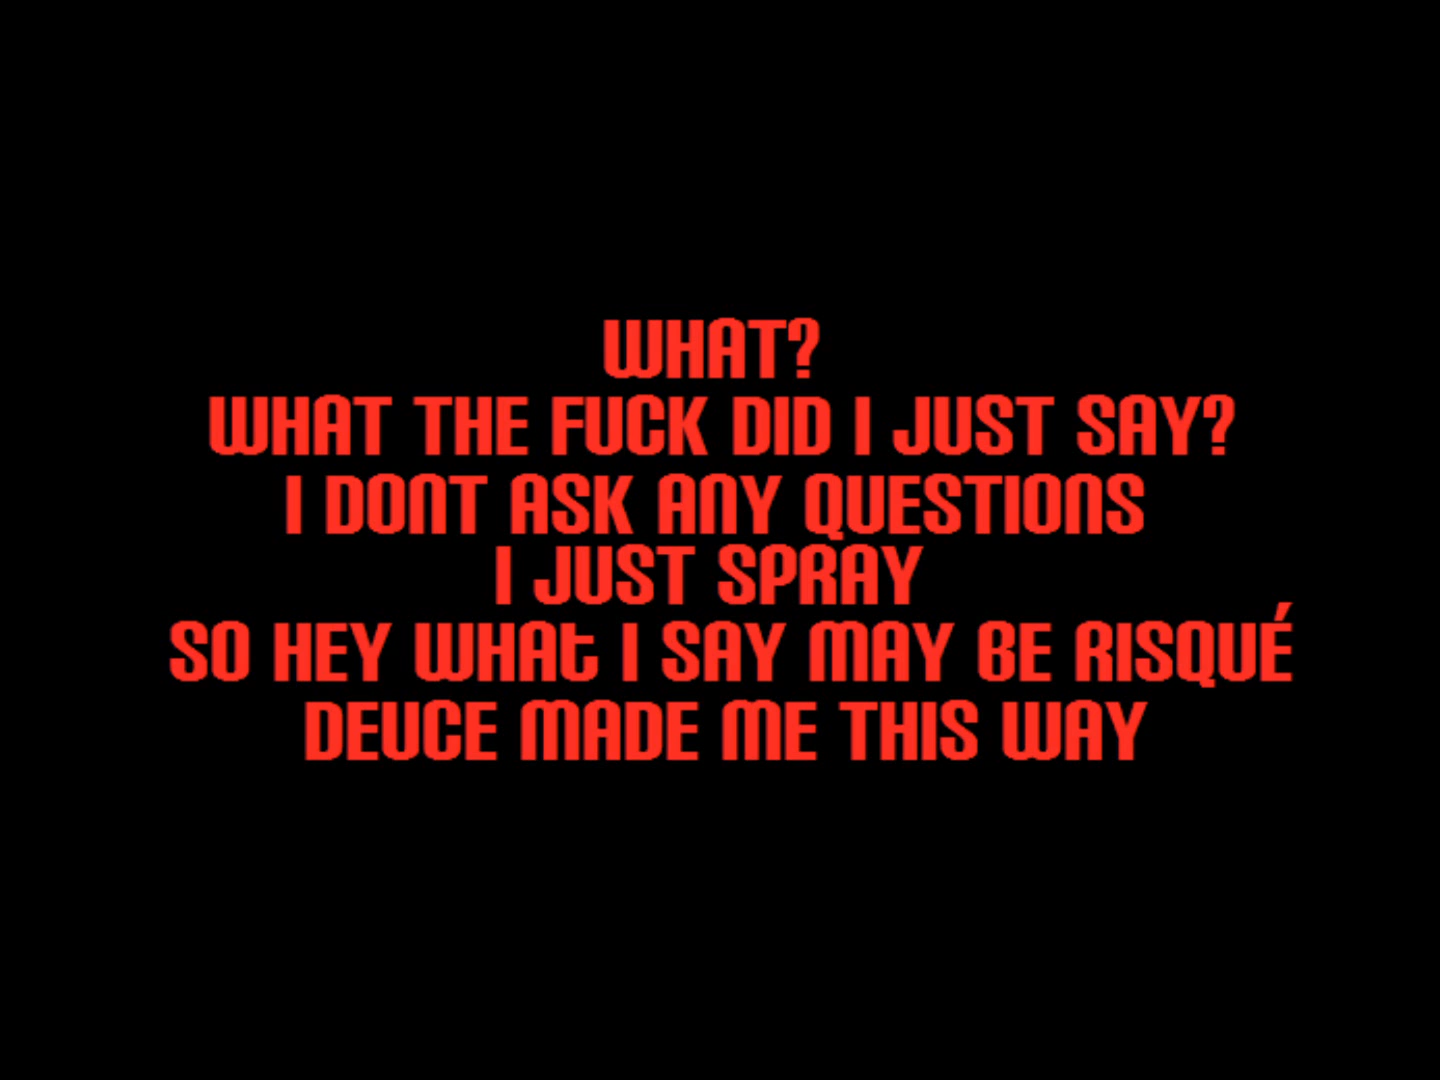 WHAT?
WHAT THE FUCK DID I JUST SAY?
I DONT ASK ANY QUESTIONS
I JUST SPRAY
SO HEY WHAt I SAY MAY BE RISQUÉ
DEUCE MADE ME THIS WAY